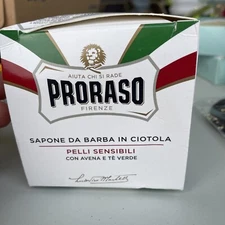 AIUTA CHI SI RADE
PRORASO
FIRENZE
SAPONE DA BARBA IN CIOTOLA
PELLI SENSIBILI
CON AVENA E TÈ VERDE